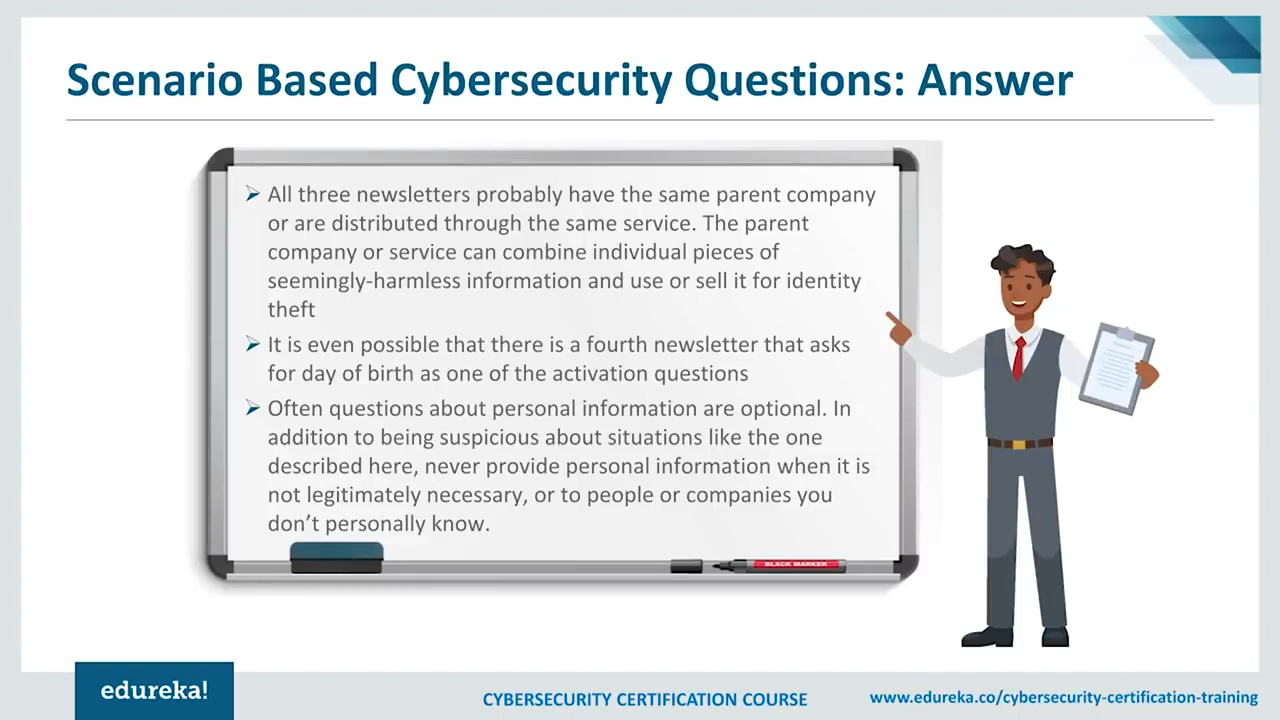 Scenario Based Cybersecurity Questions: Answer
All three newsletters probably have the same parent company
or are distributed through the same service. The parent
company or service can combine individual pieces of
seemingly-harmless information and use or sell it for identity
theft
It is even possible that there is a fourth newsletter that asks
for day of birth as one of the activation questions
Often questions about personal information are optional. In
addition to being suspicious about situations like the one
described here, never provide personal information when it is
not legitimately necessary, or to people or companies you
don't personally know.
BLACK MARKER
edureka!
CYBERSECURITY CERTIFICATION COURSE
www.edureka.co/cybersecurity-certification-training